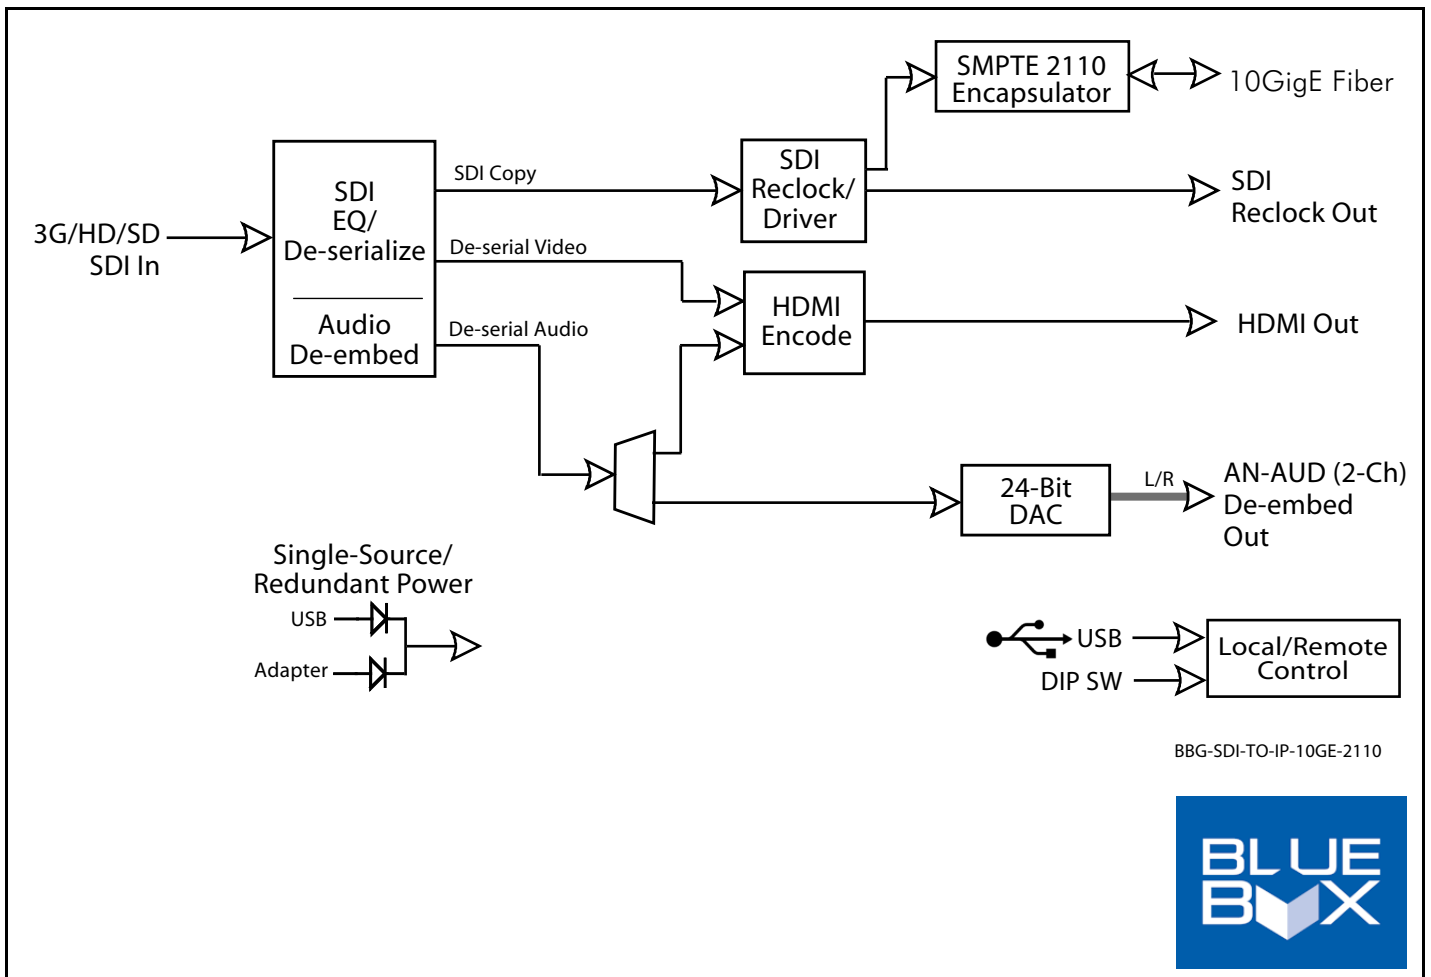 SMPTE 2110
Encapsulator
10GigE Fiber
SDI
EQ/
De-serialize
Audio
De-embed
SDI Copy
SDI
Reclock/
Driver
SDI
Reclock Out
3G/HD/SD
SDI In
De-serial Video
De-serial Audio
HDMI
Encode
HDMI Out
24-Bit
DAC
L/R
AN-AUD (2-Ch)
De-embed
Out
Single-Source/
Redundant Power
USB
Adapter
USB
DIP SW
Local/Remote
Control
BBG-SDI-TO-IP-10GE-2110
BLUE
BOX